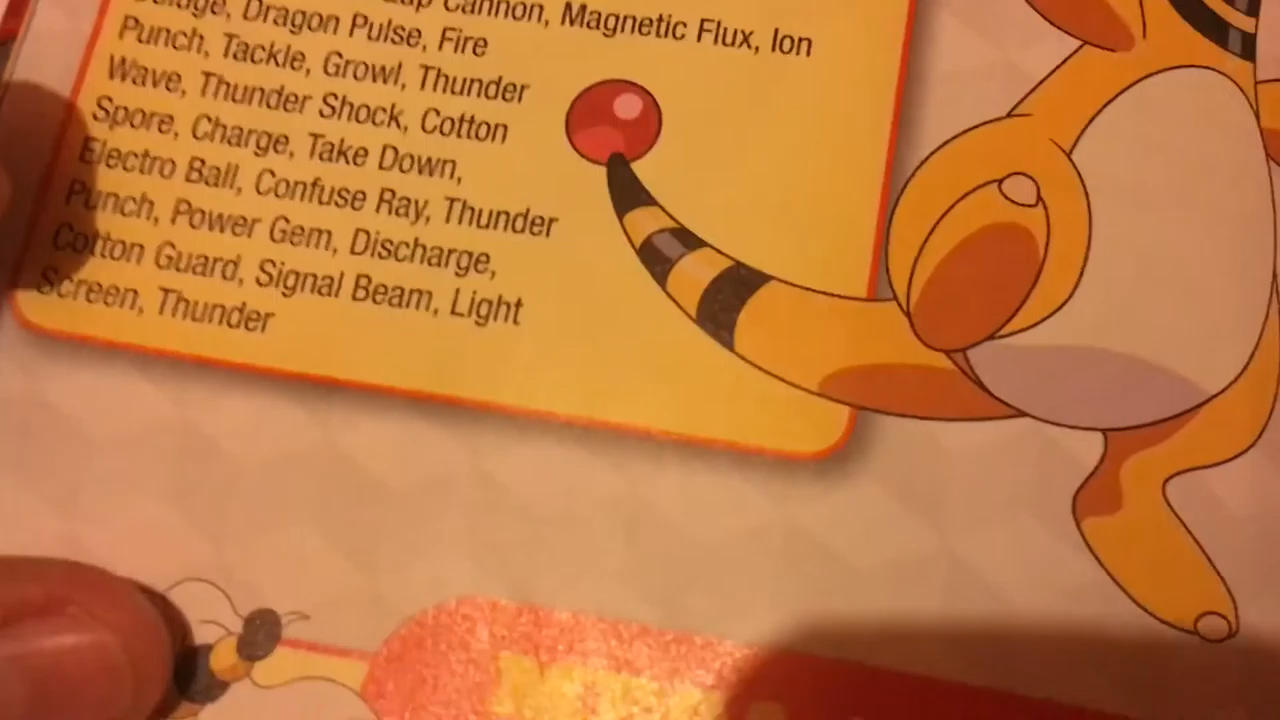 Cannon, Magnetic Flux, Ion
Dragon Pulse, Fire
Punch, Tackle, Growl, Thunder
Wave, Thunder Shock, Cotton
Spore, Charge, Take Down,
Electro Ball, Confuse Ray, Thunder
Punch, Power Gem, Discharge,
Cotton Guard, Signal Beam, Light
Screen, Thunder